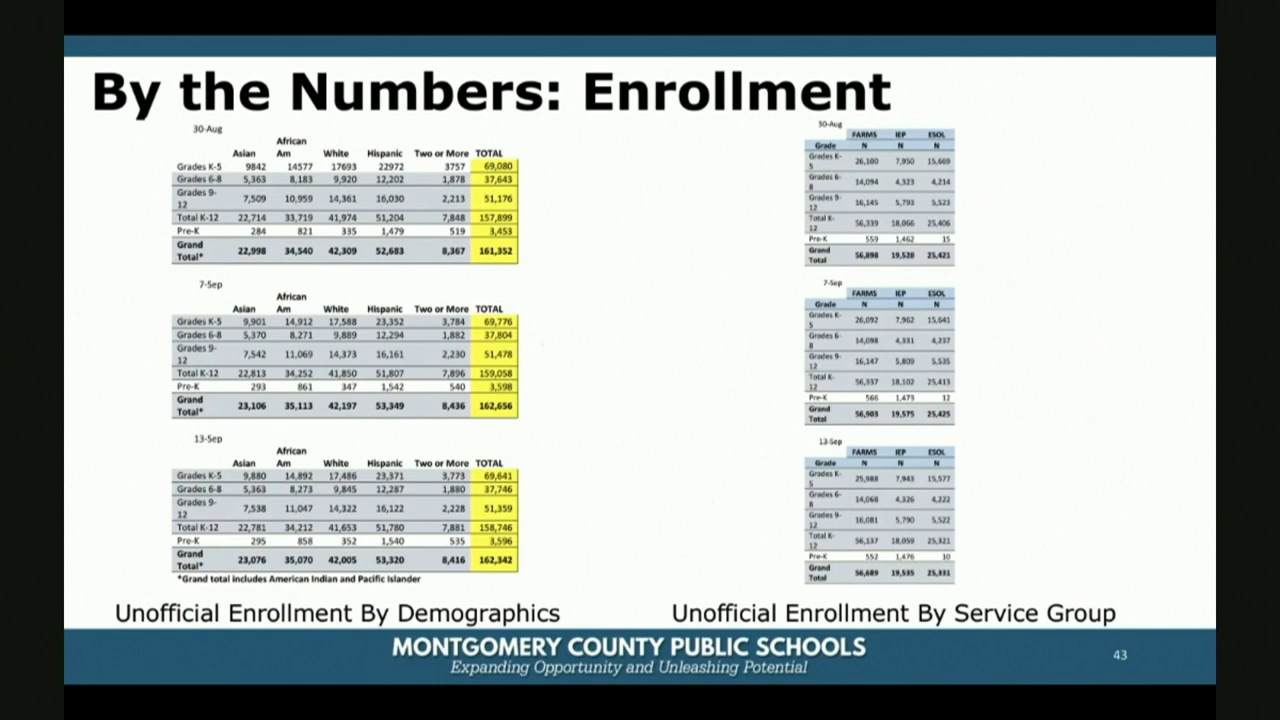 By the Numbers: Enrollment
30-Aug
Asian African Am White Hispanic Two or More TOTAL
Grades K-5 9842 14577 17693 22972 3757 69,080
Grades 6-8 5,363 8,183 9,920 12,202 1,878 37,643
Grades 9-12 7,509 10,959 14,361 16,030 2,213 51,176
Total K-12 22,714 33,719 41,974 51,204 7,848 157,899
Pre-K 284 821 335 1,479 519 3,453
Grand Total* 22,998 34,540 42,309 52,683 8,367 161,352
7-Sep
Asian African Am White Hispanic Two or More TOTAL
Grades K-5 9,901 14,912 17,588 23,352 3,784 69,776
Grades 6-8 5,370 8,271 9,889 12,294 1,882 37,804
Grades 9-12 7,542 11,069 14,373 16,161 2,230 51,478
Total K-12 22,813 34,252 41,850 51,807 7,896 159,058
Pre-K 293 861 347 1,542 540 3,598
Grand Total* 23,106 35,113 42,197 53,349 8,436 162,656
13-Sep
Asian African Am White Hispanic Two or More TOTAL
Grades K-5 9,880 14,892 17,486 23,371 3,773 69,641
Grades 6-8 5,363 8,273 9,845 12,287 1,880 37,746
Grades 9-12 7,538 11,047 14,322 16,122 2,228 51,359
Total K-12 22,781 34,212 41,653 51,780 7,881 158,746
Pre-K 295 858 352 1,540 535 3,596
Grand Total* 23,076 35,070 42,005 53,320 8,416 162,342
*Grand total includes American Indian and Pacific Islander
Unofficial Enrollment By Demographics
30-Aug
FARMS IEP ESOL
Grade N N N
Grades K-5 26,100 7,950 15,669
Grades 6-8 14,094 4,323 4,214
Grades 9-12 16,145 5,793 5,523
Total K-12 56,339 18,066 25,406
Pre-K 559 1,462 15
Grand Total 56,898 19,528 25,421
7-Sep
FARMS IEP ESOL
Grade N N N
Grades K-5 26,092 7,962 15,641
Grades 6-8 14,098 4,331 4,237
Grades 9-12 16,147 5,809 5,535
Total K-12 56,337 18,102 25,413
Pre-K 566 1,473 12
Grand Total 56,903 19,575 25,425
13-Sep
FARMS IEP ESOL
Grade N N N
Grades K-5 25,988 7,943 15,577
Grades 6-8 14,068 4,326 4,222
Grades 9-12 16,081 5,790 5,522
Total K-12 56,137 18,059 25,321
Pre-K 552 1,476 10
Grand Total 56,689 19,535 25,331
Unofficial Enrollment By Service Group
MONTGOMERY COUNTY PUBLIC SCHOOLS
Expanding Opportunity and Unleashing Potential
43